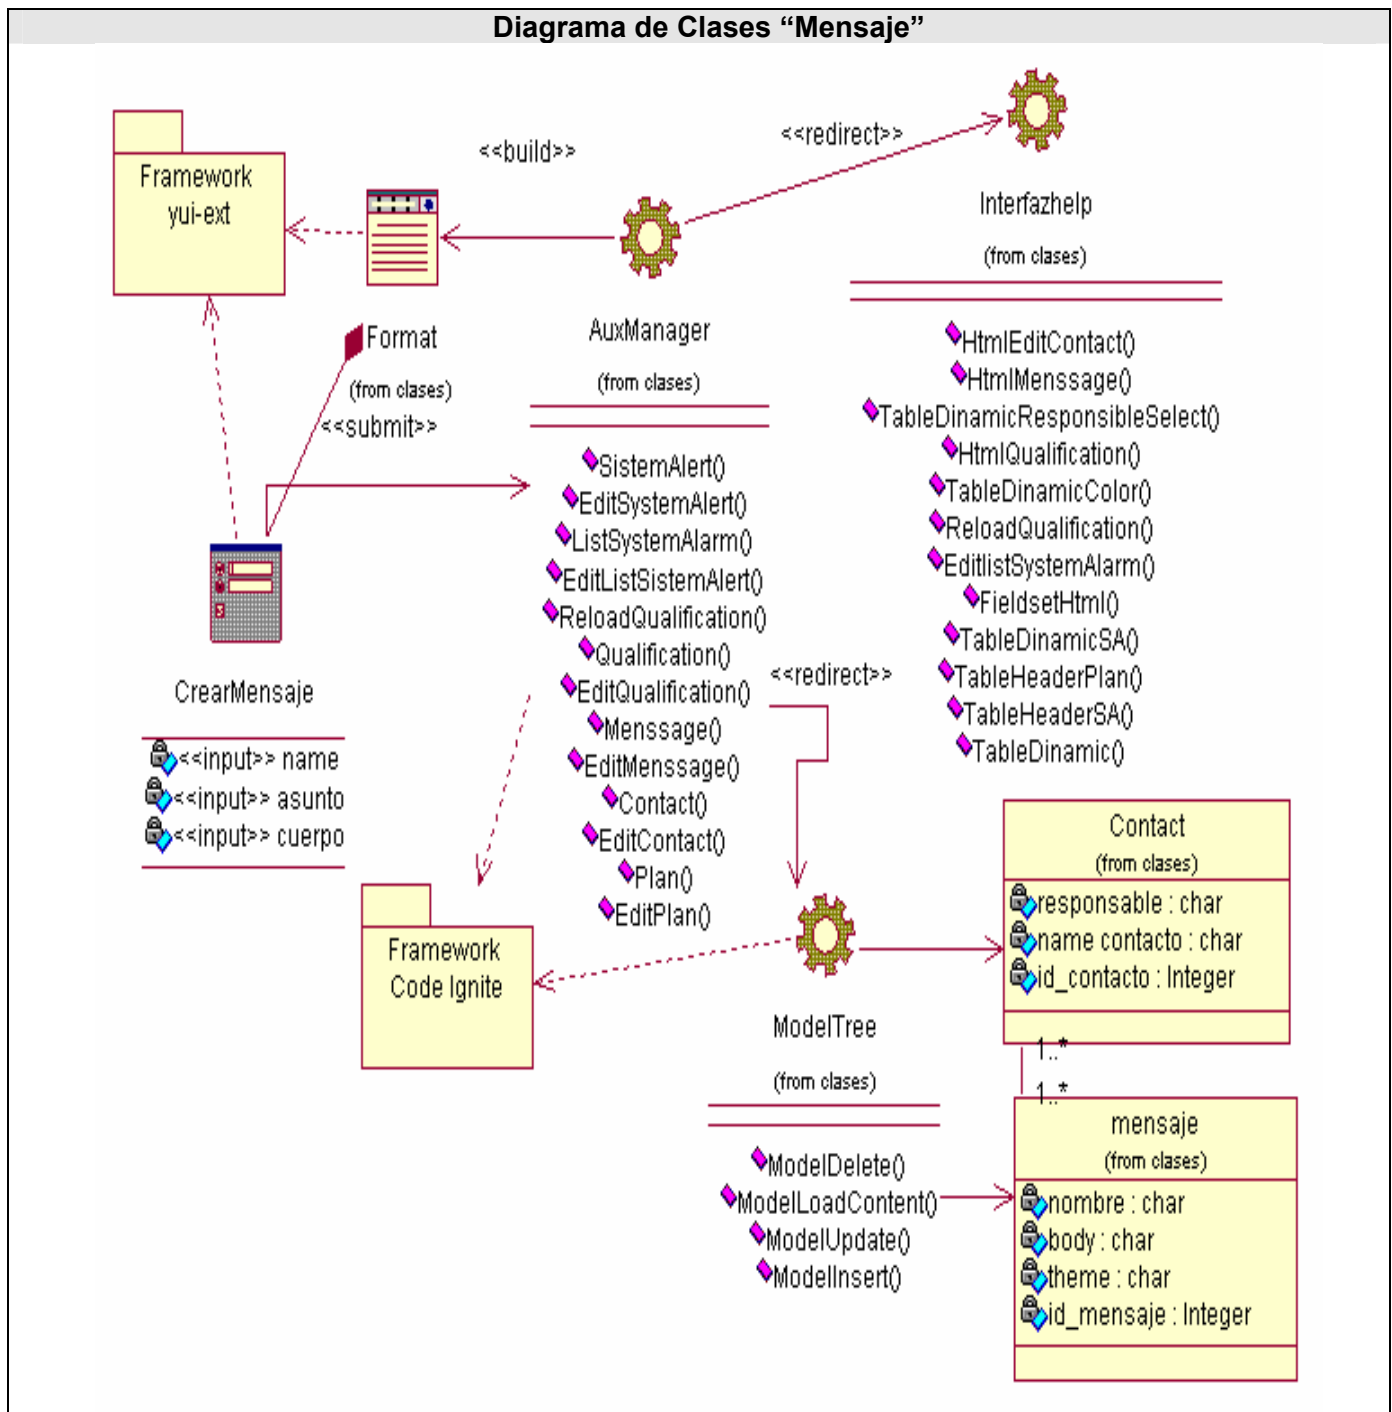 Diagrama de Clases “Mensaje”
Framework
yui-ext
<<build>>
<<redirect>>
Format
(from clases)
<<submit>>
AuxManager
(from clases)
SistemAlert()
EditSystemAlert()
ListSystemAlarm()
EditListSistemAlert()
ReloadQualification()
Qualification()
EditQualification()
Menssage()
EditMenssage()
Contact()
EditContact()
Plan()
EditPlan()
Interfazhelp
(from clases)
HtmlEditContact()
HtmlMenssage()
TableDinamicResponsibleSelect()
HtmlQualification()
TableDinamicColor()
ReloadQualification()
EditlistSystemAlarm()
FieldsetHtml()
TableDinamicSA()
TableHeaderPlan()
TableHeaderSA()
TableDinamic()
CrearMensaje
<<input>> name
<<input>> asunto
<<input>> cuerpo
<<redirect>>
Framework
Code Ignite
ModelTree
(from clases)
ModelDelete()
ModelLoadContent()
ModelUpdate()
ModelInsert()
Contact
(from clases)
responsable : char
name contacto : char
id_contacto : Integer
1..*
1..*
mensaje
(from clases)
nombre : char
body : char
theme : char
id_mensaje : Integer